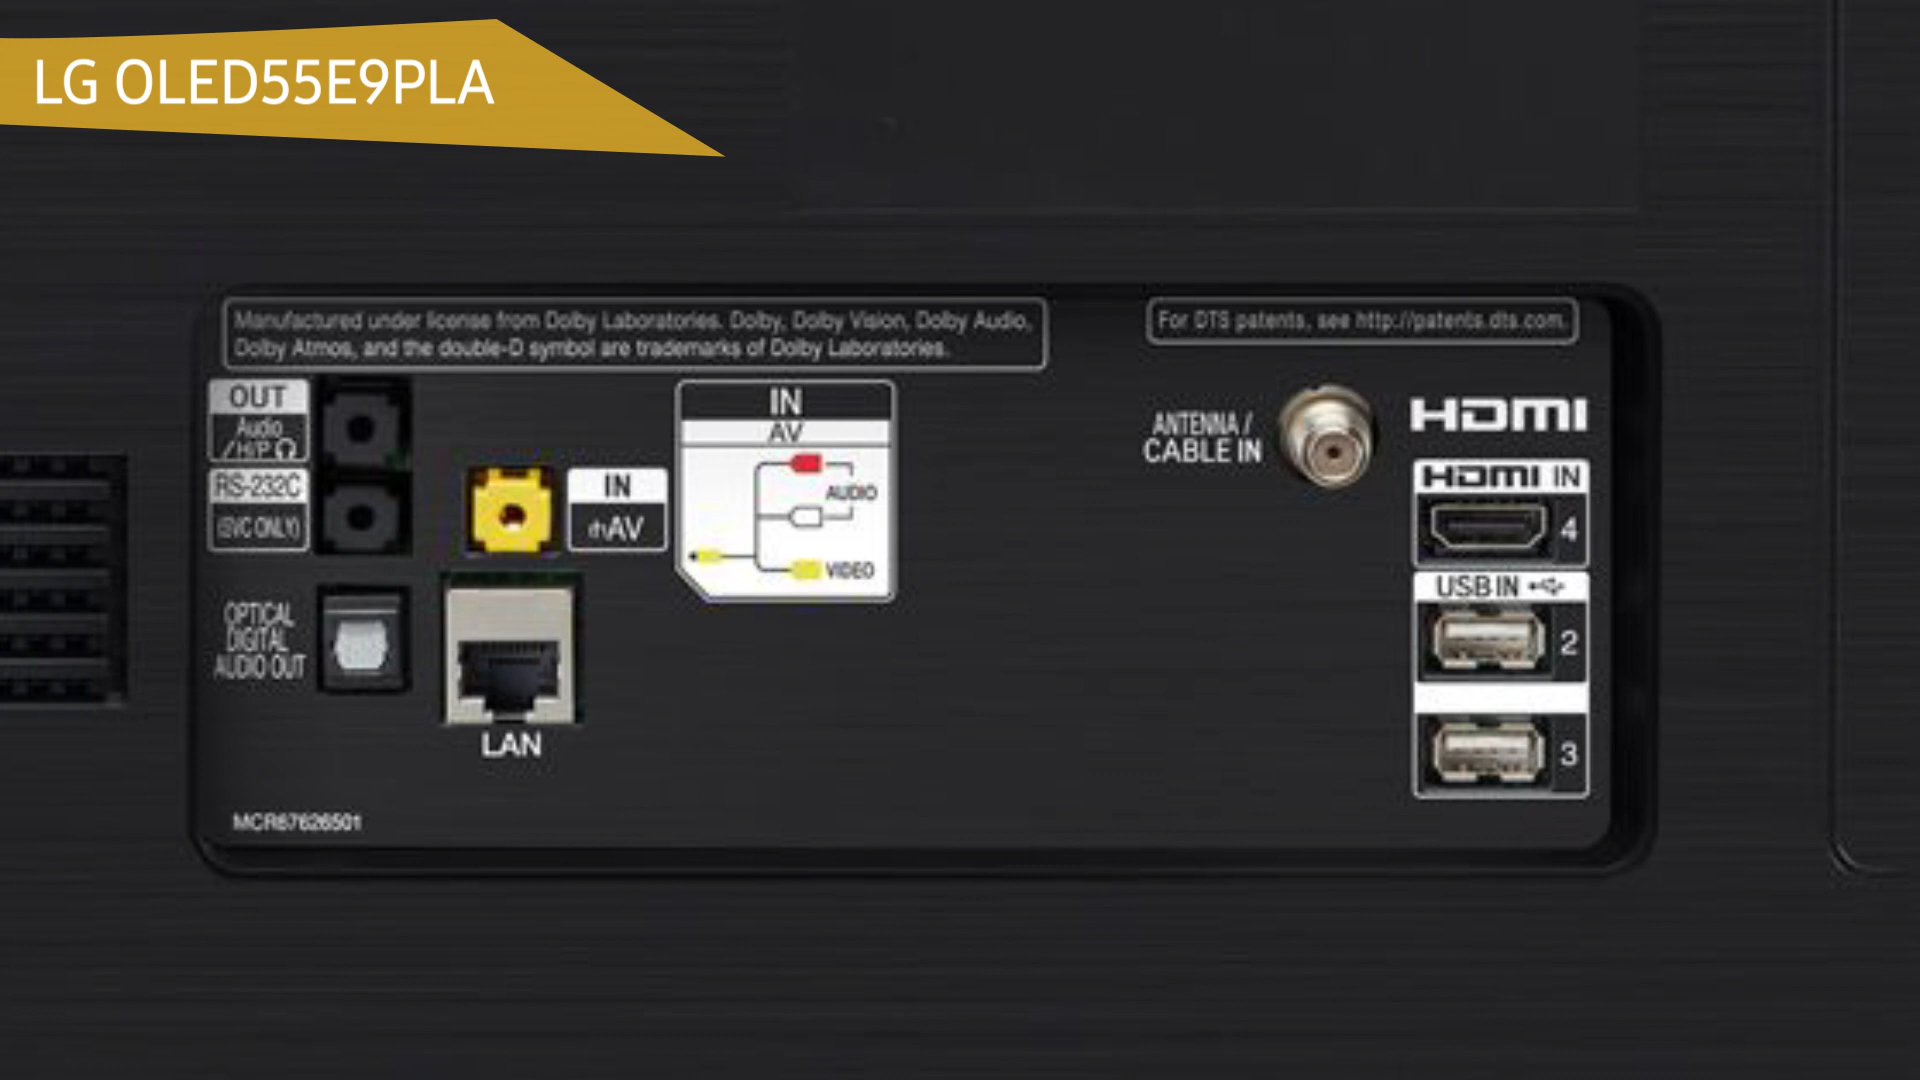 LG OLED55E9PLA
Manufactured under license from Dolby Laboratories. Dolby, Dolby Vision, Dolby Audio,
Dolby Atmos, and the double-D symbol are trademarks of Dolby Laboratories.
For DTS patents, see http://patents.dts.com.
OUT
Audio
/H/P
RS-232C
(SVC ONLY)
IN
AV
IN
AV
AUDIO
VIDEO
ANTENNA /
CABLE IN
HDMI
HDMI IN
4
USB IN
2
3
OPTICAL
DIGITAL
AUDIO OUT
LAN
MCR67626501